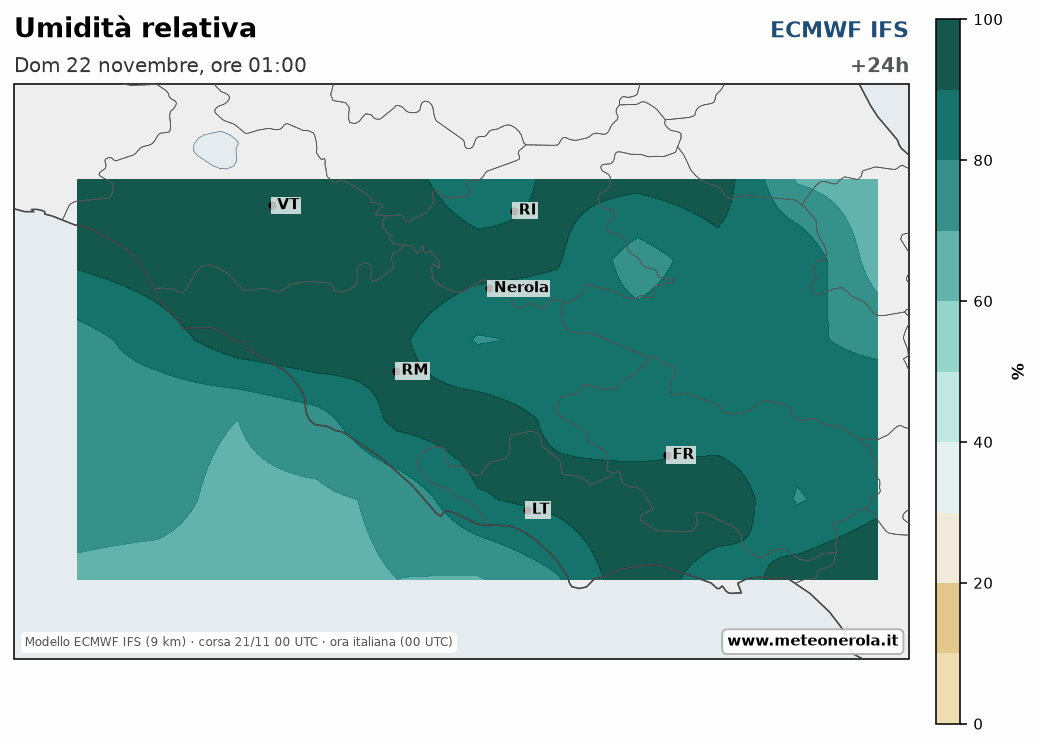 Umidità relativa
ECMWF IFS
Dom 22 novembre, ore 01:00
+24h
VT
RI
Nerola
RM
FR
LT
100
80
60
40
20
0
%
Modello ECMWF IFS (9 km) · corsa 21/11 00 UTC · ora italiana (00 UTC)
www.meteonerola.it